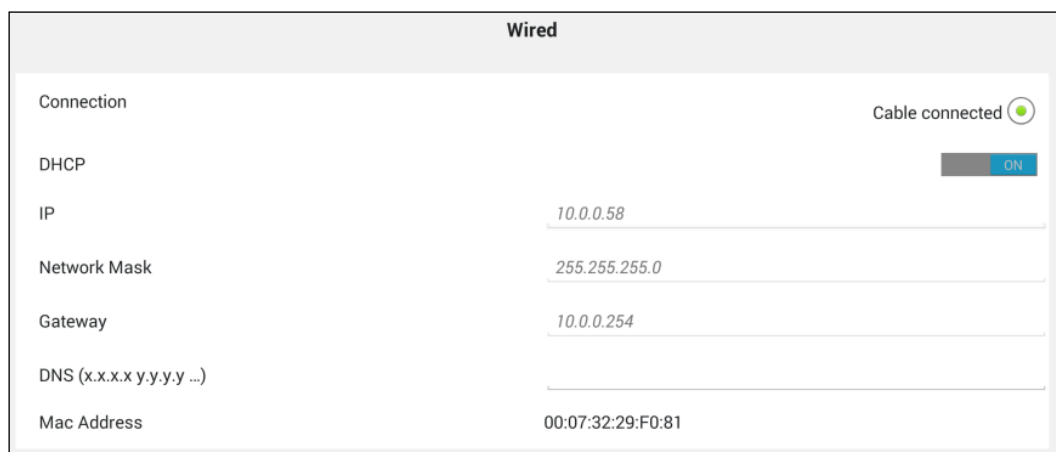 Wired
Connection
Cable connected
DHCP
ON
IP
10.0.0.58
Network Mask
255.255.255.0
Gateway
10.0.0.254
DNS (x.x.x.x y.y.y.y ...)
Mac Address
00:07:32:29:F0:81